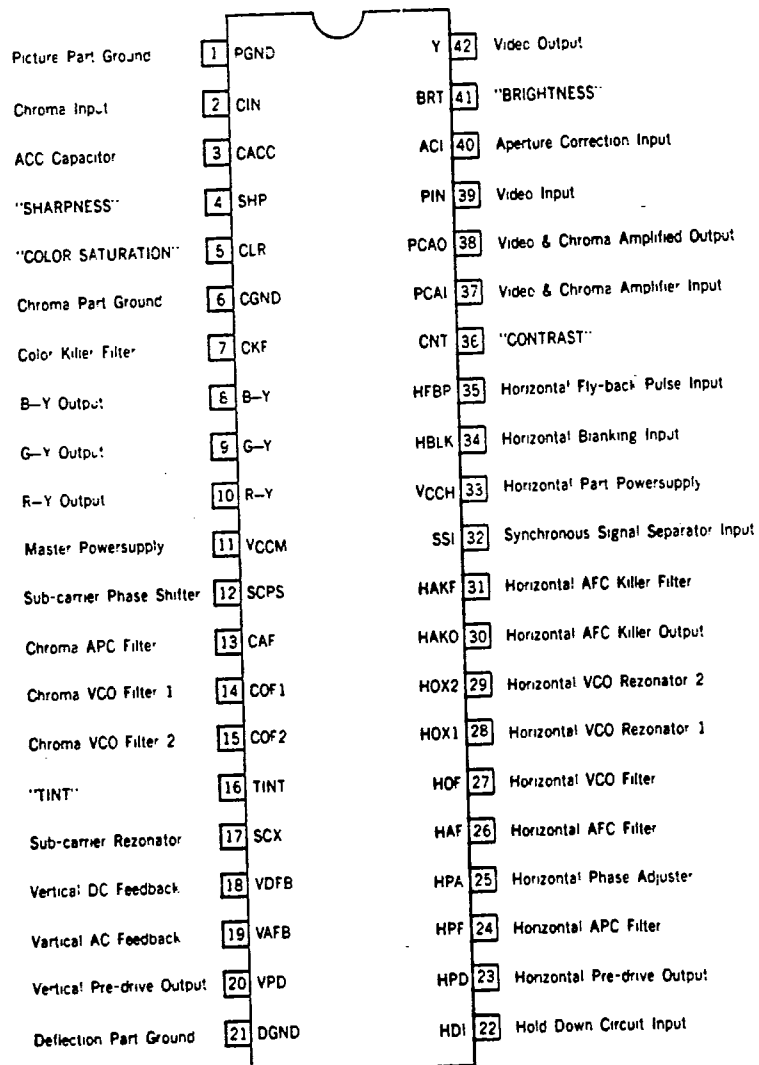 Picture Part Ground 1 PGND Y 42 Video Output
Chroma Input 2 CIN BRT 41 "BRIGHTNESS"
ACC Capacitor 3 CACC ACI 40 Aperture Correction Input
"SHARPNESS" 4 SHP PIN 39 Video Input
"COLOR SATURATION" 5 CLR PCAO 38 Video & Chroma Amplified Output
Chroma Part Ground 6 CGND PCAI 37 Video & Chroma Amplifier Input
Color Killer Filter 7 CKF CNT 36 "CONTRAST"
B–Y Output 8 B–Y HFBP 35 Horizontal Fly-back Pulse Input
G–Y Output 9 G–Y HBLK 34 Horizontal Blanking Input
R–Y Output 10 R–Y VCCH 33 Horizontal Part Powersupply
Master Powersupply 11 VCCM SSI 32 Synchronous Signal Separator Input
Sub-carrier Phase Shifter 12 SCPS HAKF 31 Horizontal AFC Killer Filter
Chroma APC Filter 13 CAF HAKO 30 Horizontal AFC Killer Output
Chroma VCO Filter 1 14 COF1 HOX2 29 Horizontal VCO Rezonator 2
Chroma VCO Filter 2 15 COF2 HOX1 28 Horizontal VCO Rezonator 1
"TINT" 16 TINT HOF 27 Horizontal VCO Filter
Sub-carrier Rezonator 17 SCX HAF 26 Horizontal AFC Filter
Vertical DC Feedback 18 VDFB HPA 25 Horizontal Phase Adjuster
Vartical AC Feedback 19 VAFB HPF 24 Horizontal APC Filter
Vertical Pre-drive Output 20 VPD HPD 23 Horizontal Pre-drive Output
Deflection Part Ground 21 DGND HDI 22 Hold Down Circuit Input